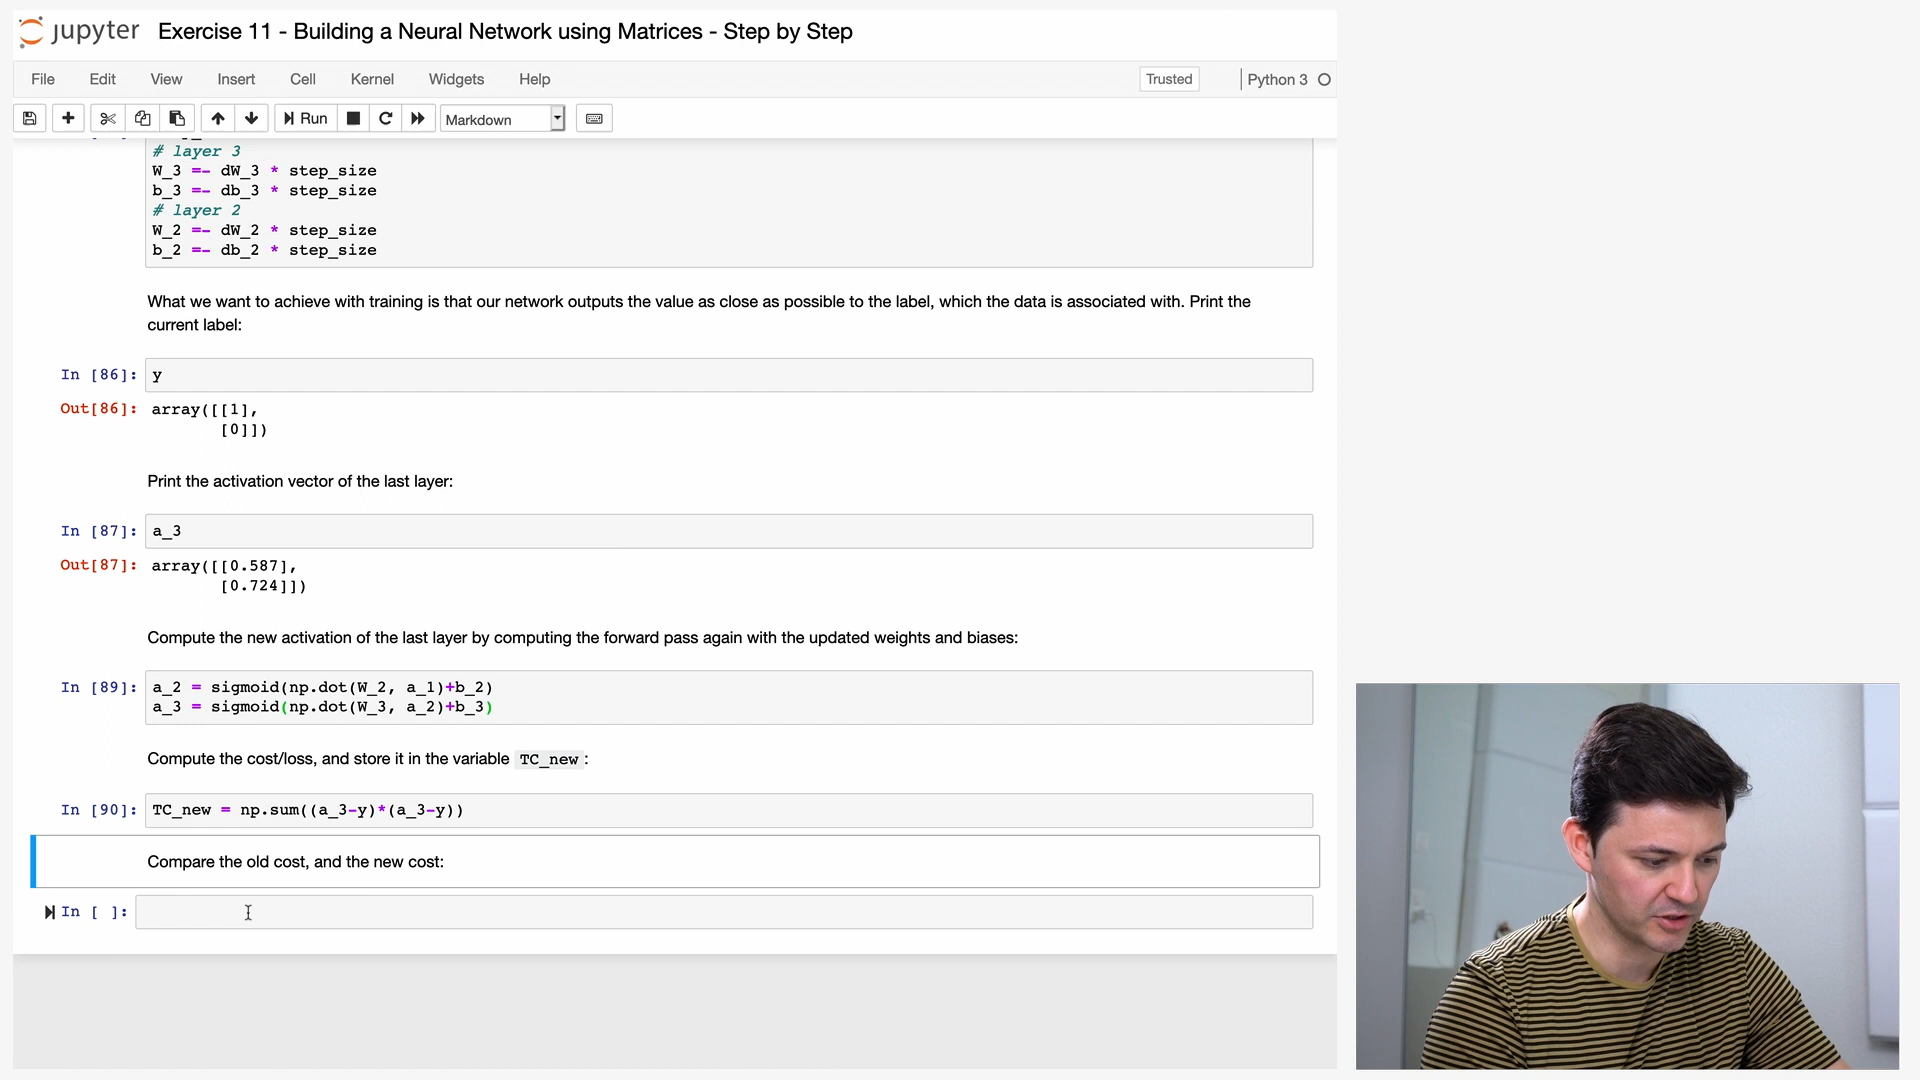 jupyter Exercise 11 - Building a Neural Network using Matrices - Step by Step
File Edit View Insert Cell Kernel Widgets Help Trusted Python 3
Run Markdown
# layer 3
W_3 =- dW_3 * step_size
b_3 =- db_3 * step_size
# layer 2
W_2 =- dW_2 * step_size
b_2 =- db_2 * step_size
What we want to achieve with training is that our network outputs the value as close as possible to the label, which the data is associated with. Print the
current label:
In [86]: y
Out[86]: array([[1],
[0]])
Print the activation vector of the last layer:
In [87]: a_3
Out[87]: array([[0.587],
[0.724]])
Compute the new activation of the last layer by computing the forward pass again with the updated weights and biases:
In [89]: a_2 = sigmoid(np.dot(W_2, a_1)+b_2)
a_3 = sigmoid(np.dot(W_3, a_2)+b_3)
Compute the cost/loss, and store it in the variable TC_new :
In [90]: TC_new = np.sum((a_3-y)*(a_3-y))
Compare the old cost, and the new cost:
In [ ]: